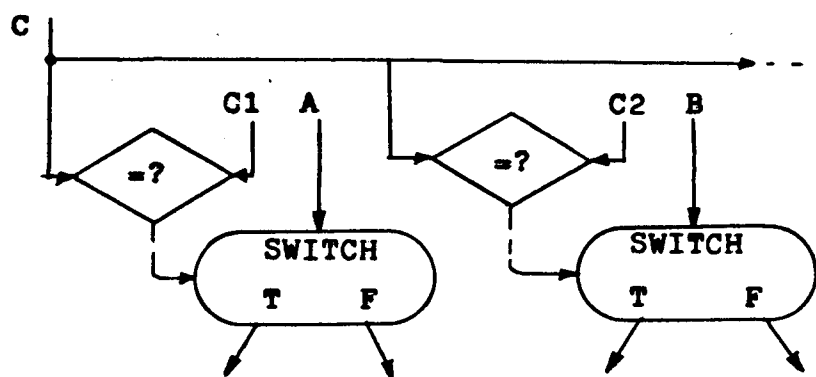 C
C1 A C2 B
=? =?
SWITCH SWITCH
T F T F